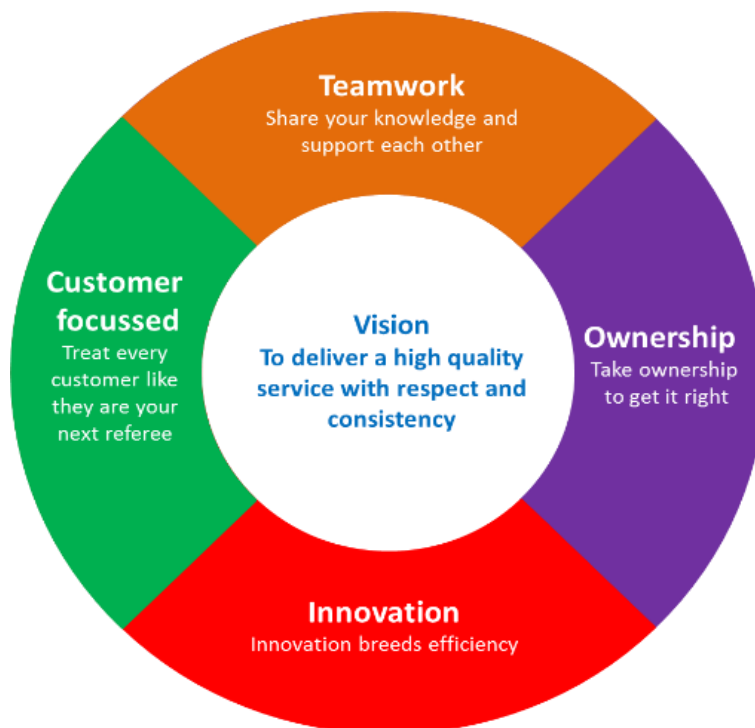 Teamwork
Share your knowledge and
support each other
Customer
focussed
Treat every
customer like
they are your
next referee
Vision
To deliver a high quality
service with respect and
consistency
Ownership
Take ownership
to get it right
Innovation
Innovation breeds efficiency